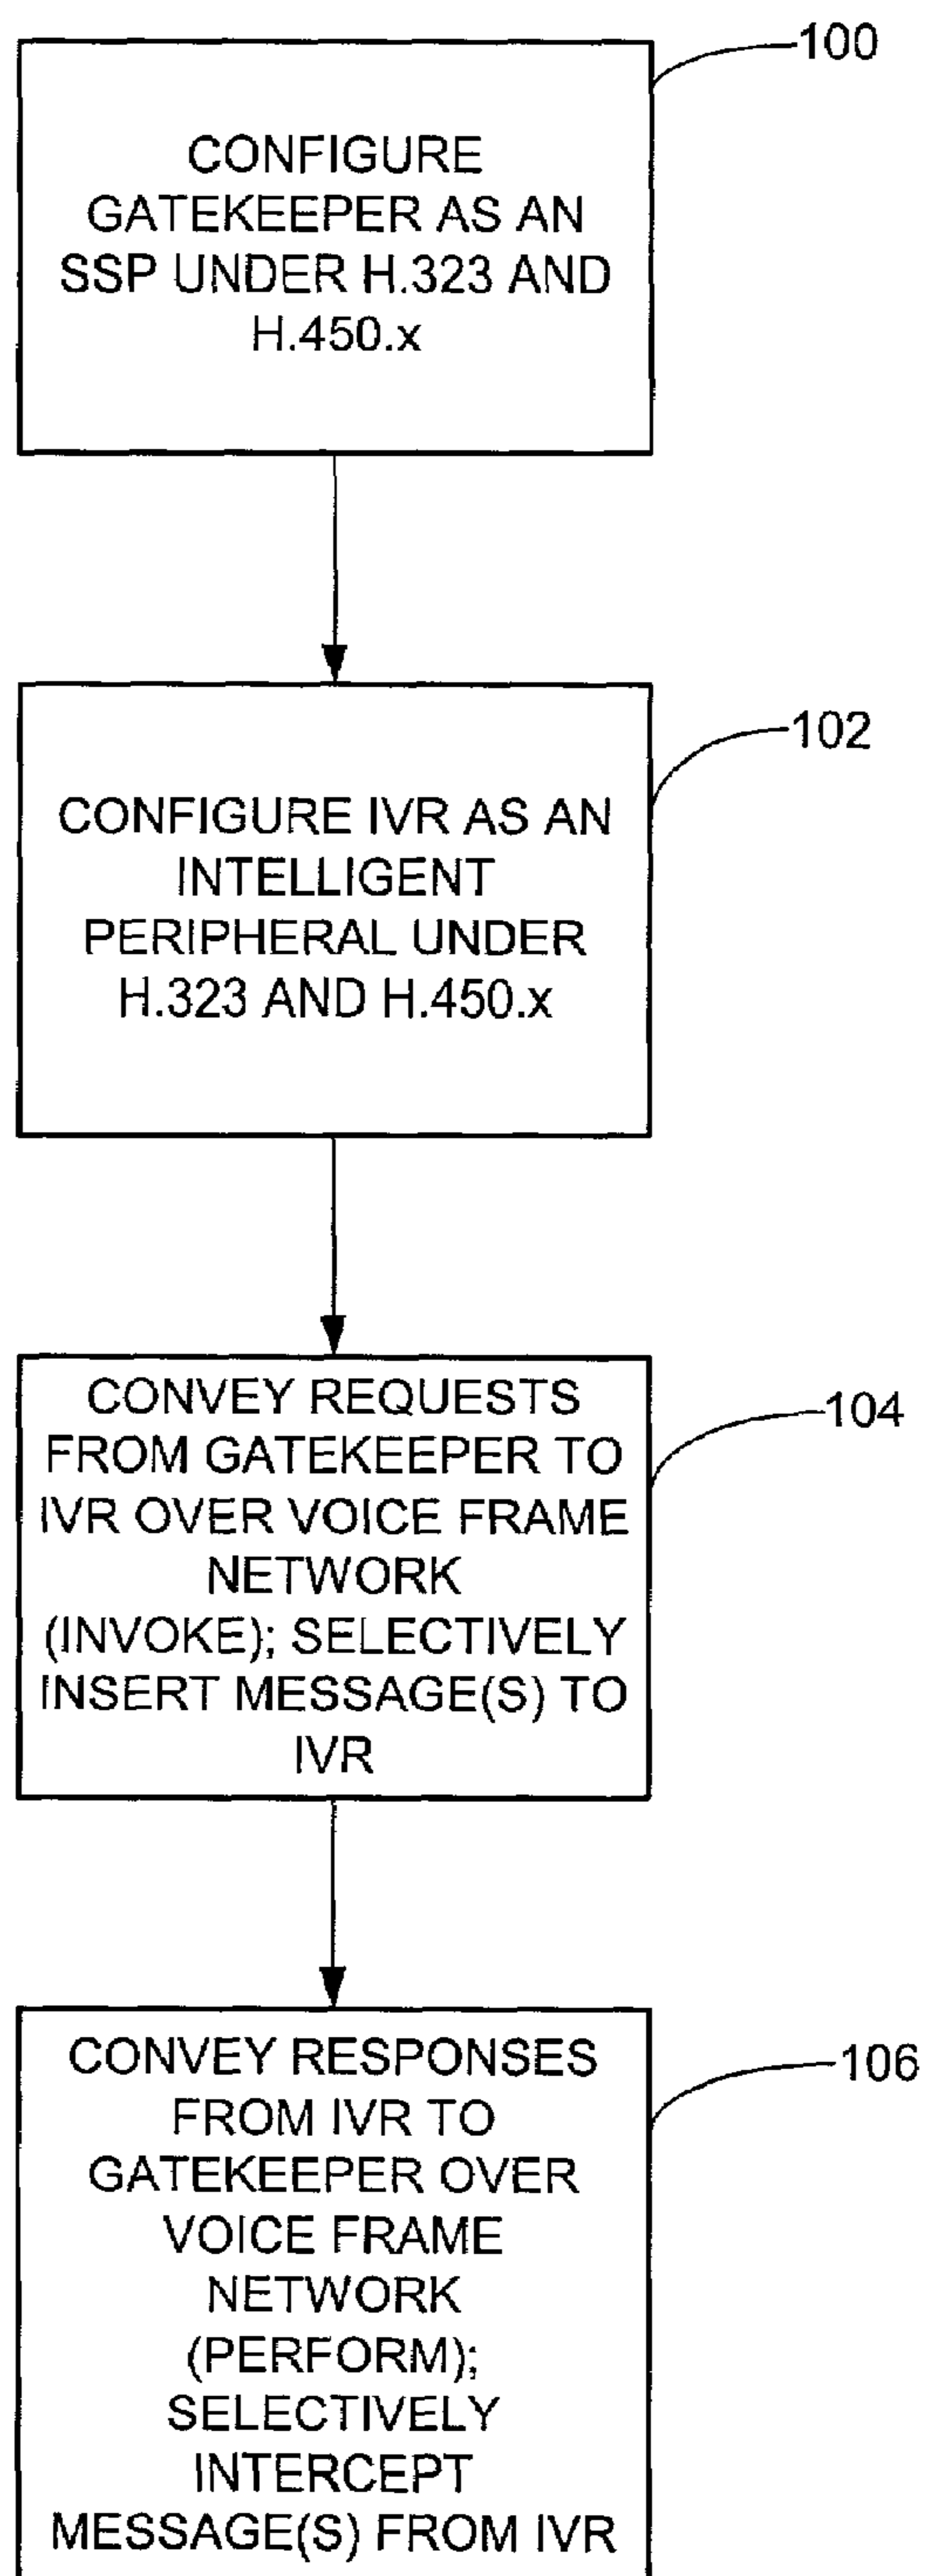 100
CONFIGURE
GATEKEEPER AS AN
SSP UNDER H.323 AND
H.450.x
102
CONFIGURE IVR AS AN
INTELLIGENT
PERIPHERAL UNDER
H.323 AND H.450.x
104
CONVEY REQUESTS
FROM GATEKEEPER TO
IVR OVER VOICE FRAME
NETWORK
(INVOKE); SELECTIVELY
INSERT MESSAGE(S) TO
IVR
106
CONVEY RESPONSES
FROM IVR TO
GATEKEEPER OVER
VOICE FRAME
NETWORK
(PERFORM);
SELECTIVELY
INTERCEPT
MESSAGE(S) FROM IVR